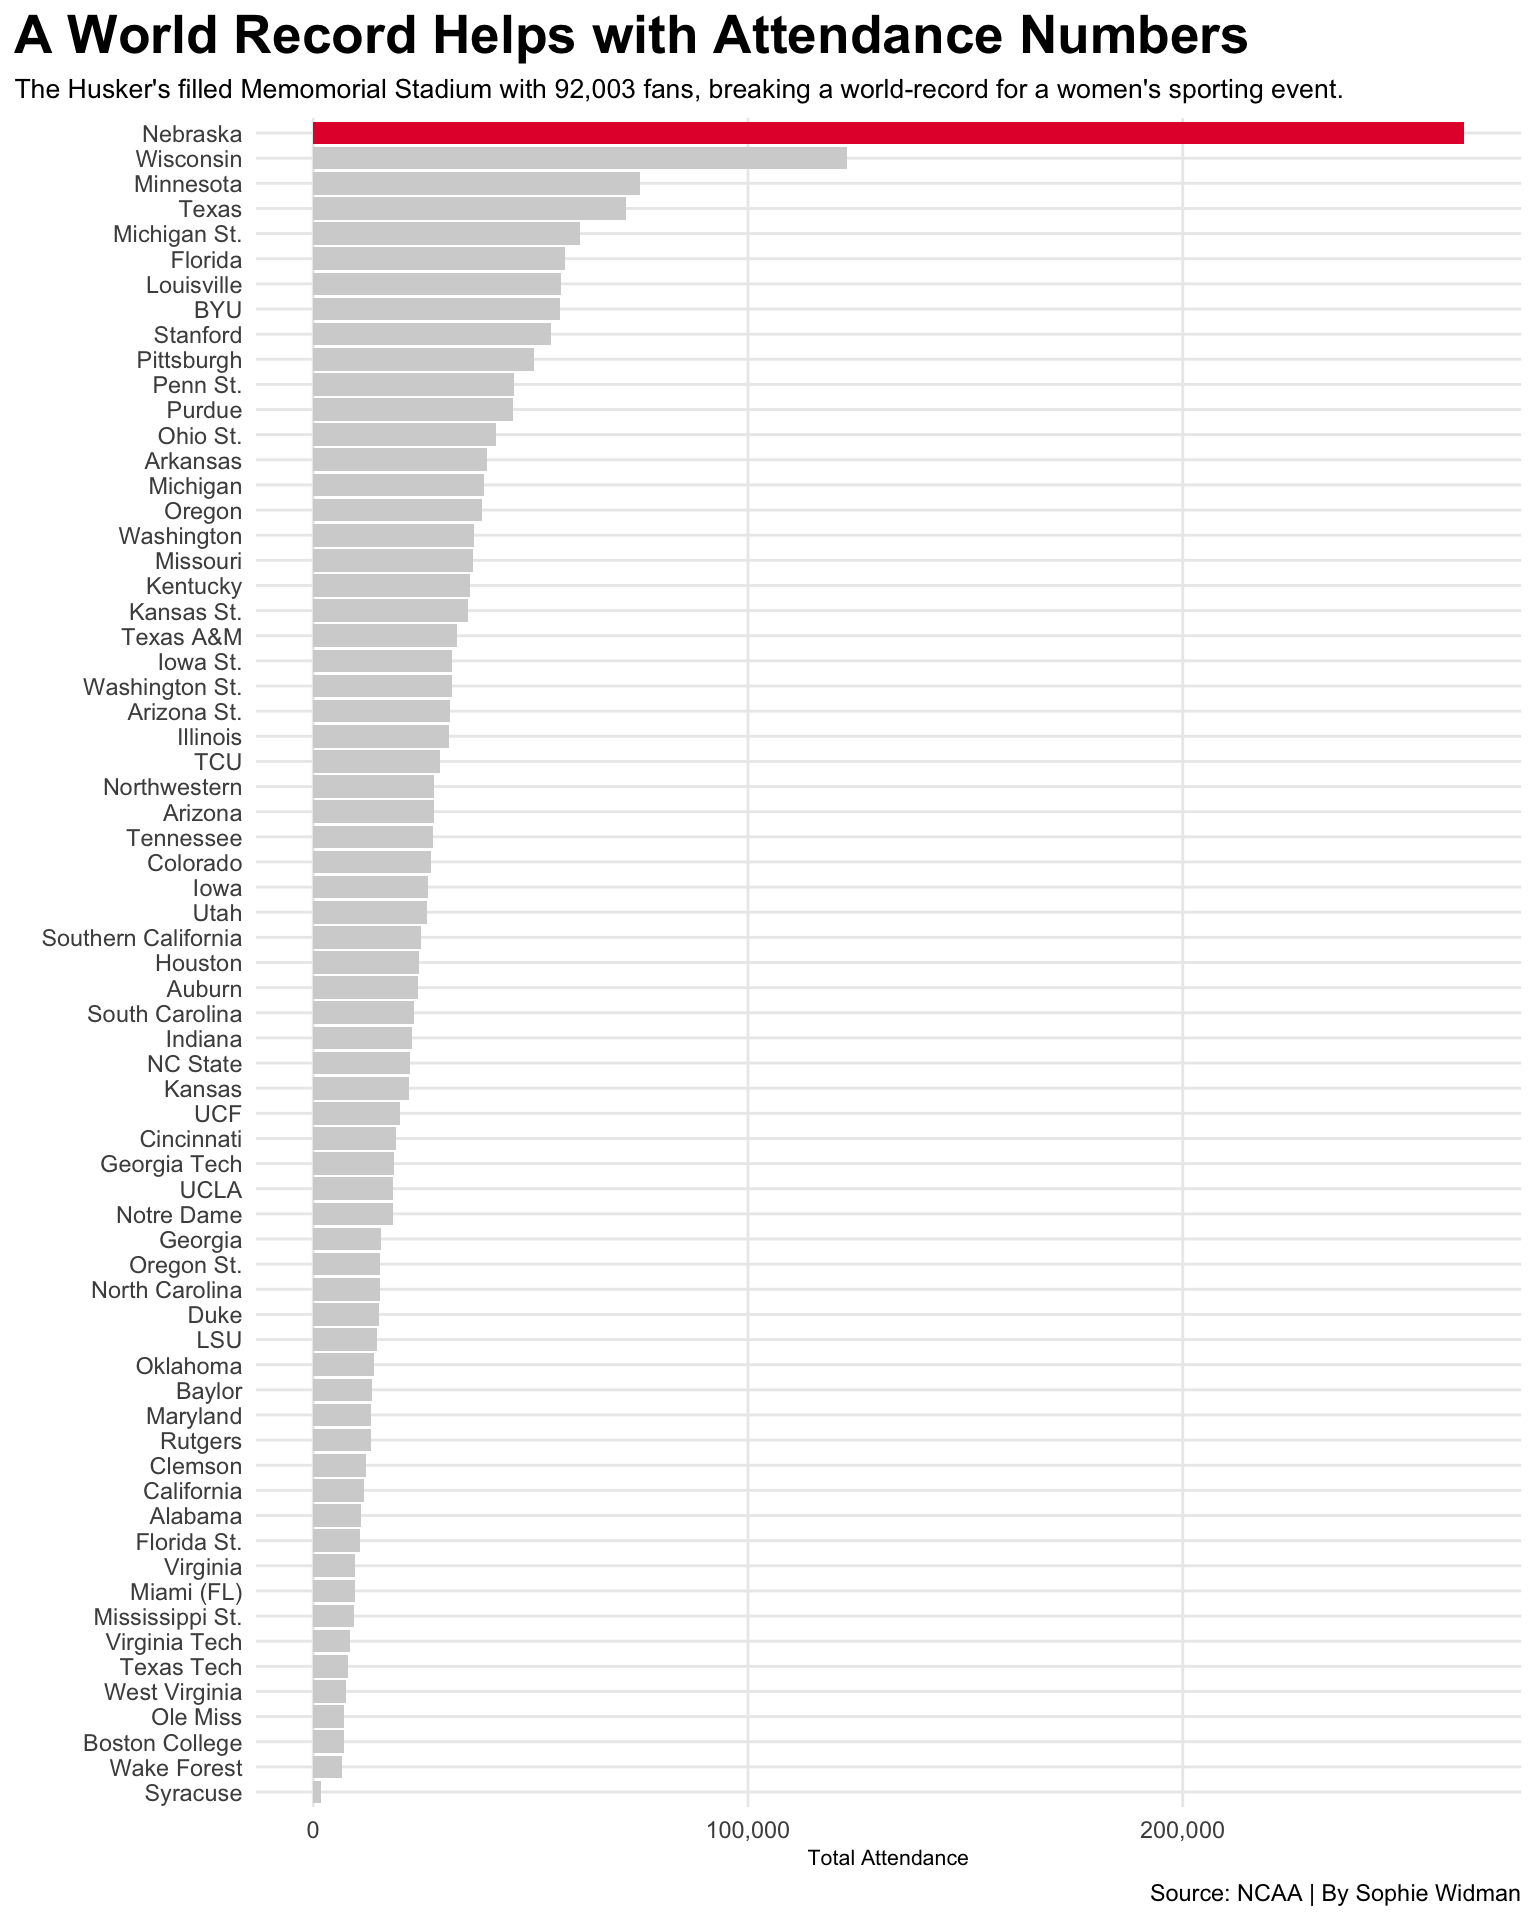 A World Record Helps with Attendance Numbers
The Husker's filled Memomorial Stadium with 92,003 fans, breaking a world-record for a women's sporting event.
Nebraska
Wisconsin
Minnesota
Texas
Michigan St.
Florida
Louisville
BYU
Stanford
Pittsburgh
Penn St.
Purdue
Ohio St.
Arkansas
Michigan
Oregon
Washington
Missouri
Kentucky
Kansas St.
Texas A&M
Iowa St.
Washington St.
Arizona St.
Illinois
TCU
Northwestern
Arizona
Tennessee
Colorado
Iowa
Utah
Southern California
Houston
Auburn
South Carolina
Indiana
NC State
Kansas
UCF
Cincinnati
Georgia Tech
UCLA
Notre Dame
Georgia
Oregon St.
North Carolina
Duke
LSU
Oklahoma
Baylor
Maryland
Rutgers
Clemson
California
Alabama
Florida St.
Virginia
Miami (FL)
Mississippi St.
Virginia Tech
Texas Tech
West Virginia
Ole Miss
Boston College
Wake Forest
Syracuse
0 100,000 200,000
Total Attendance
Source: NCAA | By Sophie Widman